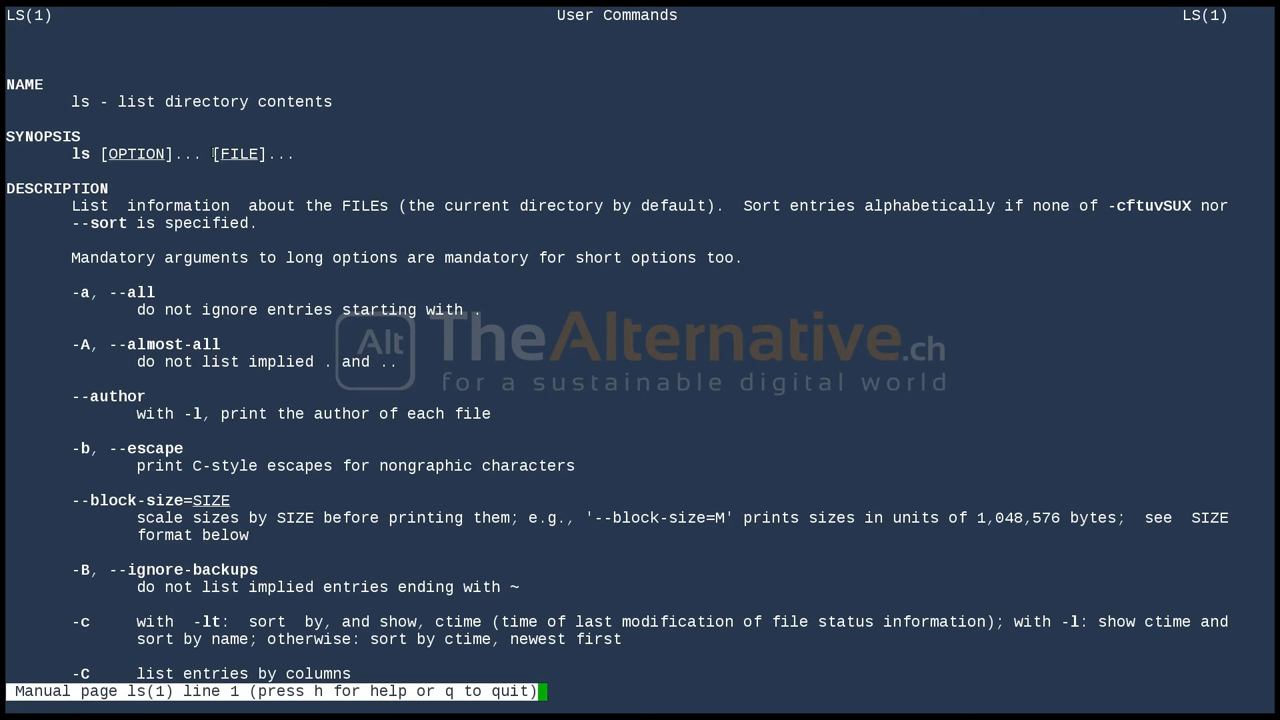 LS(1) User Commands LS(1)
NAME
ls - list directory contents
SYNOPSIS
ls [OPTION]... [FILE]...
DESCRIPTION
List information about the FILEs (the current directory by default). Sort entries alphabetically if none of -cftuvSUX nor
--sort is specified.
Mandatory arguments to long options are mandatory for short options too.
-a, --all
do not ignore entries starting with .
-A, --almost-all
do not list implied . and ..
Alt TheAlternative.ch
for a sustainable digital world
--author
with -l, print the author of each file
-b, --escape
print C-style escapes for nongraphic characters
--block-size=SIZE
scale sizes by SIZE before printing them; e.g., '--block-size=M' prints sizes in units of 1,048,576 bytes; see SIZE
format below
-B, --ignore-backups
do not list implied entries ending with ~
-c with -lt: sort by, and show, ctime (time of last modification of file status information); with -l: show ctime and
sort by name; otherwise: sort by ctime, newest first
-C list entries by columns
Manual page ls(1) line 1 (press h for help or q to quit)